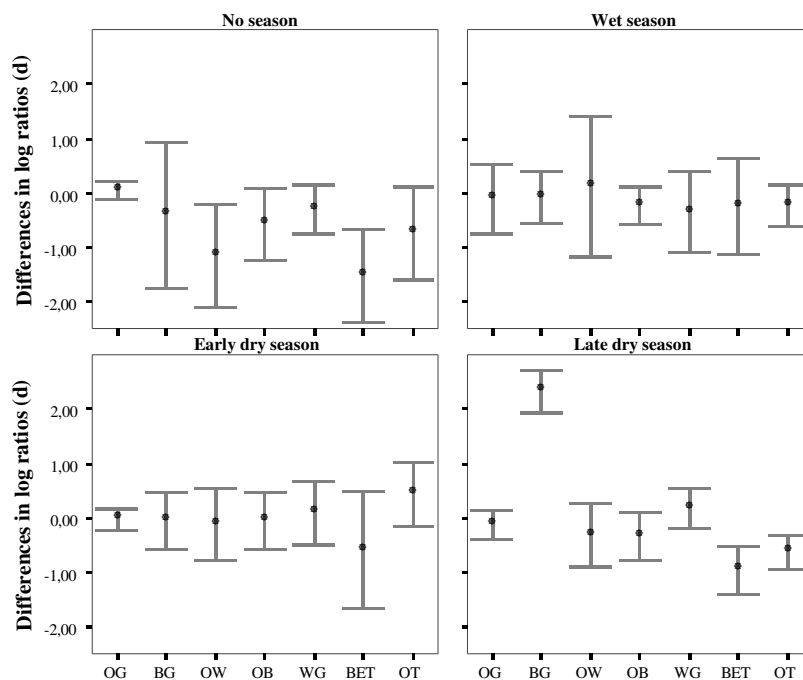 No season
Wet season
Differences in log ratios (d)
2,00
1,00
0,00
-1,00
-2,00
Early dry season
Late dry season
Differences in log ratios (d)
2,00
1,00
0,00
-1,00
-2,00
OG BG OW OB WG BET OT
OG BG OW OB WG BET OT